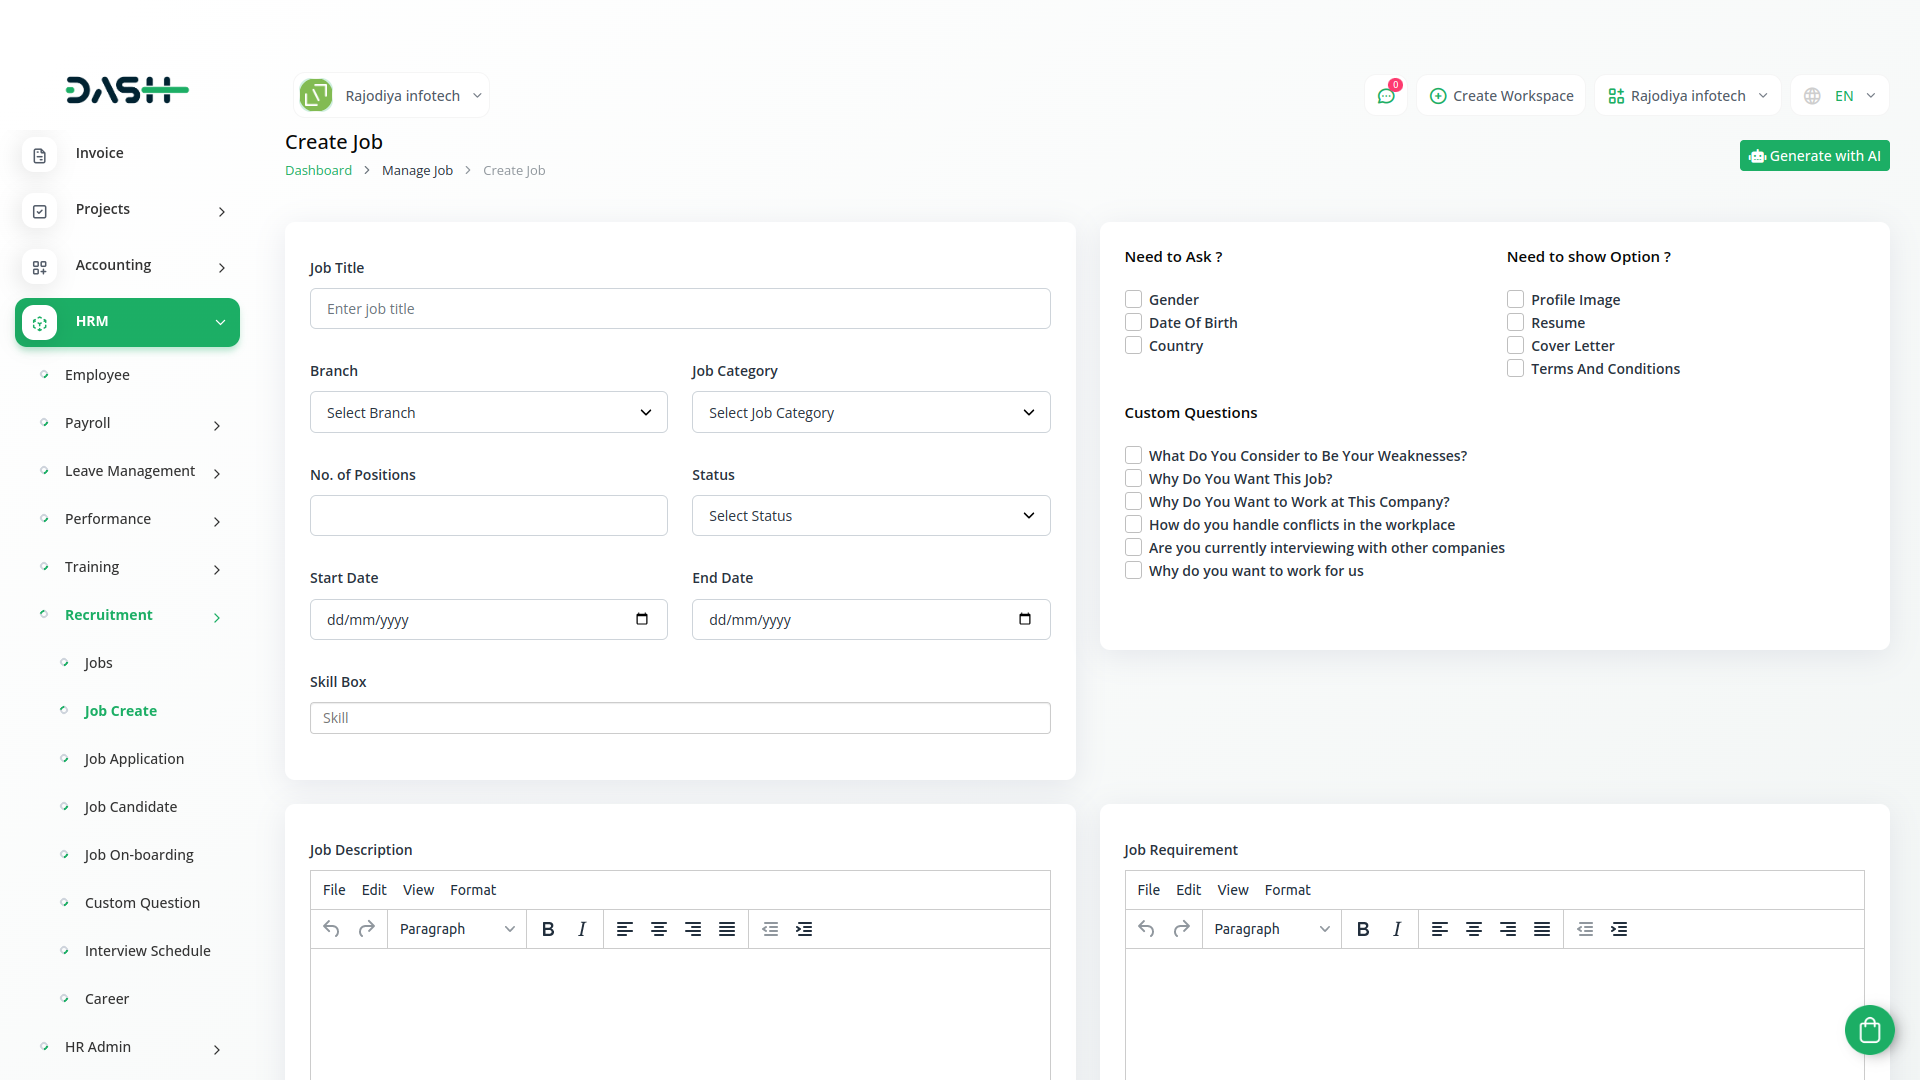 DASH
Rajodiya infotech
0
Create Workspace
Rajodiya infotech
EN
Invoice
Projects
Accounting
HRM
Employee
Payroll
Leave Management
Performance
Training
Recruitment
Jobs
Job Create
Job Application
Job Candidate
Job On-boarding
Custom Question
Interview Schedule
Career
HR Admin
Create Job
Dashboard > Manage Job > Create Job
Generate with AI
Job Title
Enter job title
Branch
Select Branch
Job Category
Select Job Category
No. of Positions
Status
Select Status
Start Date
dd/mm/yyyy
End Date
dd/mm/yyyy
Skill Box
Skill
Need to Ask ?
Gender
Date Of Birth
Country
Need to show Option ?
Profile Image
Resume
Cover Letter
Terms And Conditions
Custom Questions
What Do You Consider to Be Your Weaknesses?
Why Do You Want This Job?
Why Do You Want to Work at This Company?
How do you handle conflicts in the workplace
Are you currently interviewing with other companies
Why do you want to work for us
Job Description
File Edit View Format
Paragraph B I
Job Requirement
File Edit View Format
Paragraph B I